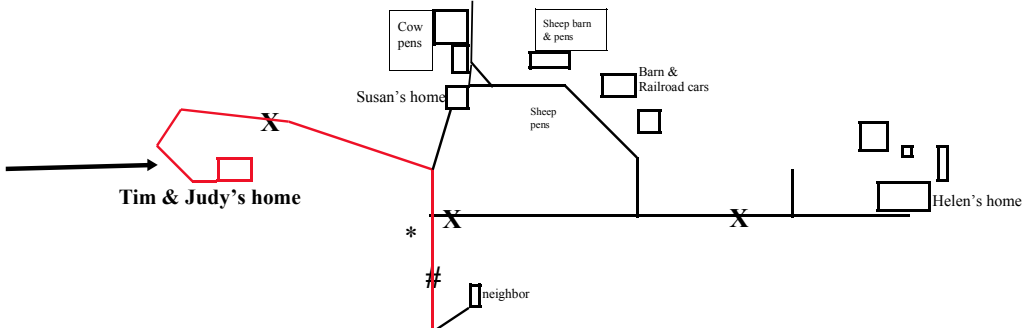 Cow
pens
Sheep barn
& pens
Barn &
Railroad cars
Susan's home
Sheep
pens
X
Tim & Judy's home
Helen's home
X
X
*
#
neighbor